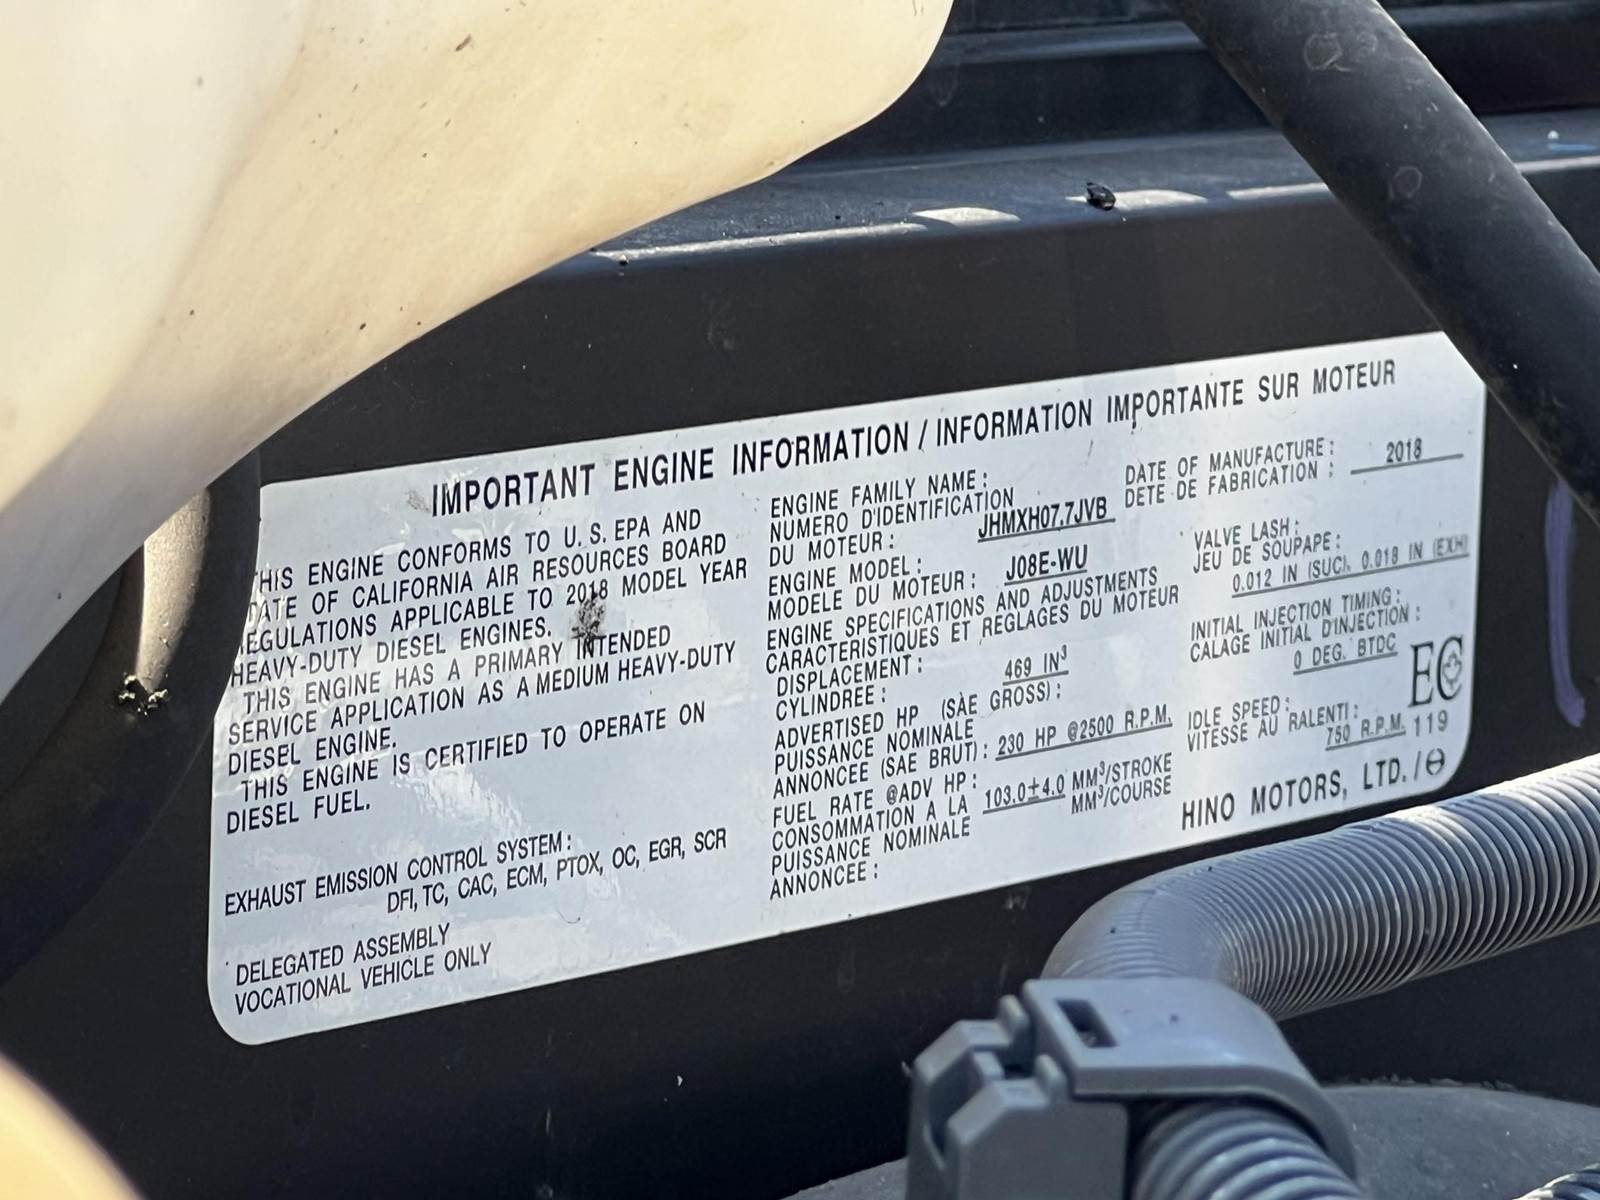 IMPORTANT ENGINE INFORMATION / INFORMATION IMPORTANTE SUR MOTEUR
THIS ENGINE CONFORMS TO U.S. EPA AND
DATE OF CALIFORNIA AIR RESOURCES BOARD
REGULATIONS APPLICABLE TO 2018 MODEL YEAR
HEAVY-DUTY DIESEL ENGINES.
THIS ENGINE HAS A PRIMARY INTENDED
SERVICE APPLICATION AS A MEDIUM HEAVY-DUTY
DIESEL ENGINE.
THIS ENGINE IS CERTIFIED TO OPERATE ON
DIESEL FUEL.
EXHAUST EMISSION CONTROL SYSTEM:
DFI, TC, CAC, ECM, PTOX, OC, EGR, SCR
DELEGATED ASSEMBLY
VOCATIONAL VEHICLE ONLY
ENGINE FAMILY NAME:
NUMERO D'IDENTIFICATION
DU MOTEUR: JHMXH07.7JVB
ENGINE MODEL:
MODELE DU MOTEUR: J08E-WU
ENGINE SPECIFICATIONS AND ADJUSTMENTS
CARACTERISTIQUES ET REGLAGES DU MOTEUR
DISPLACEMENT: 469 IN³
CYLINDREE:
ADVERTISED HP (SAE GROSS):
PUISSANCE NOMINALE
ANNONCEE (SAE BRUT): 230 HP @2500 R.P.M.
FUEL RATE @ADV HP: 103.0±4.0 MM³/STROKE
CONSOMMATION A LA MM³/COURSE
PUISSANCE NOMINALE
ANNONCEE:
DATE OF MANUFACTURE: 2018
DETE DE FABRICATION:
VALVE LASH:
JEU DE SOUPAPE:
0.012 IN (SUC), 0.018 IN (EXH)
INITIAL INJECTION TIMING:
CALAGE INITIAL D'INJECTION:
0 DEG. BTDC
EC
IDLE SPEED:
VITESSE AU RALENTI:
750 R.P.M. 119
HINO MOTORS, LTD. /